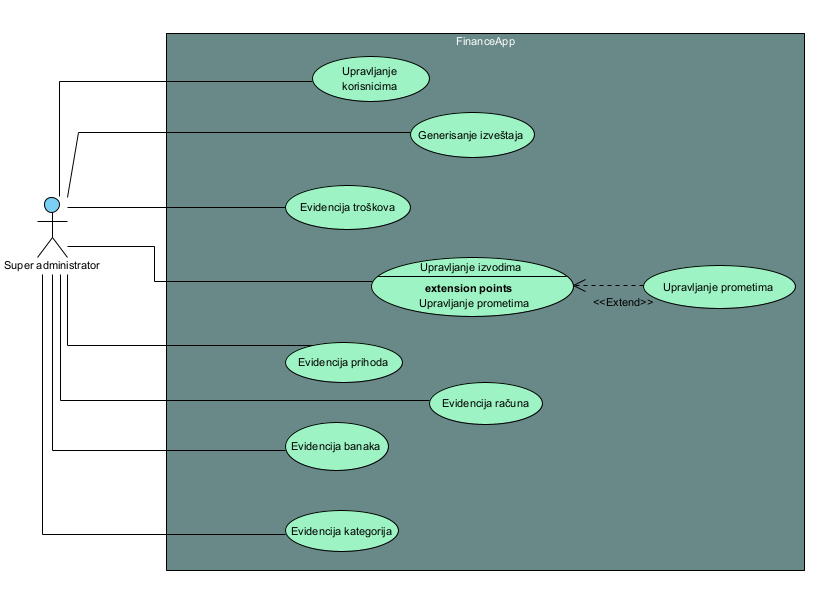 FinanceApp
Upravljanje
korisnicima
Generisanje izveštaja
Evidencija troškova
Super administrator
Upravljanje izvodima
extension points
Upravljanje prometima
Upravljanje prometima
<<Extend>>
Evidencija prihoda
Evidencija računa
Evidencija banaka
Evidencija kategorija